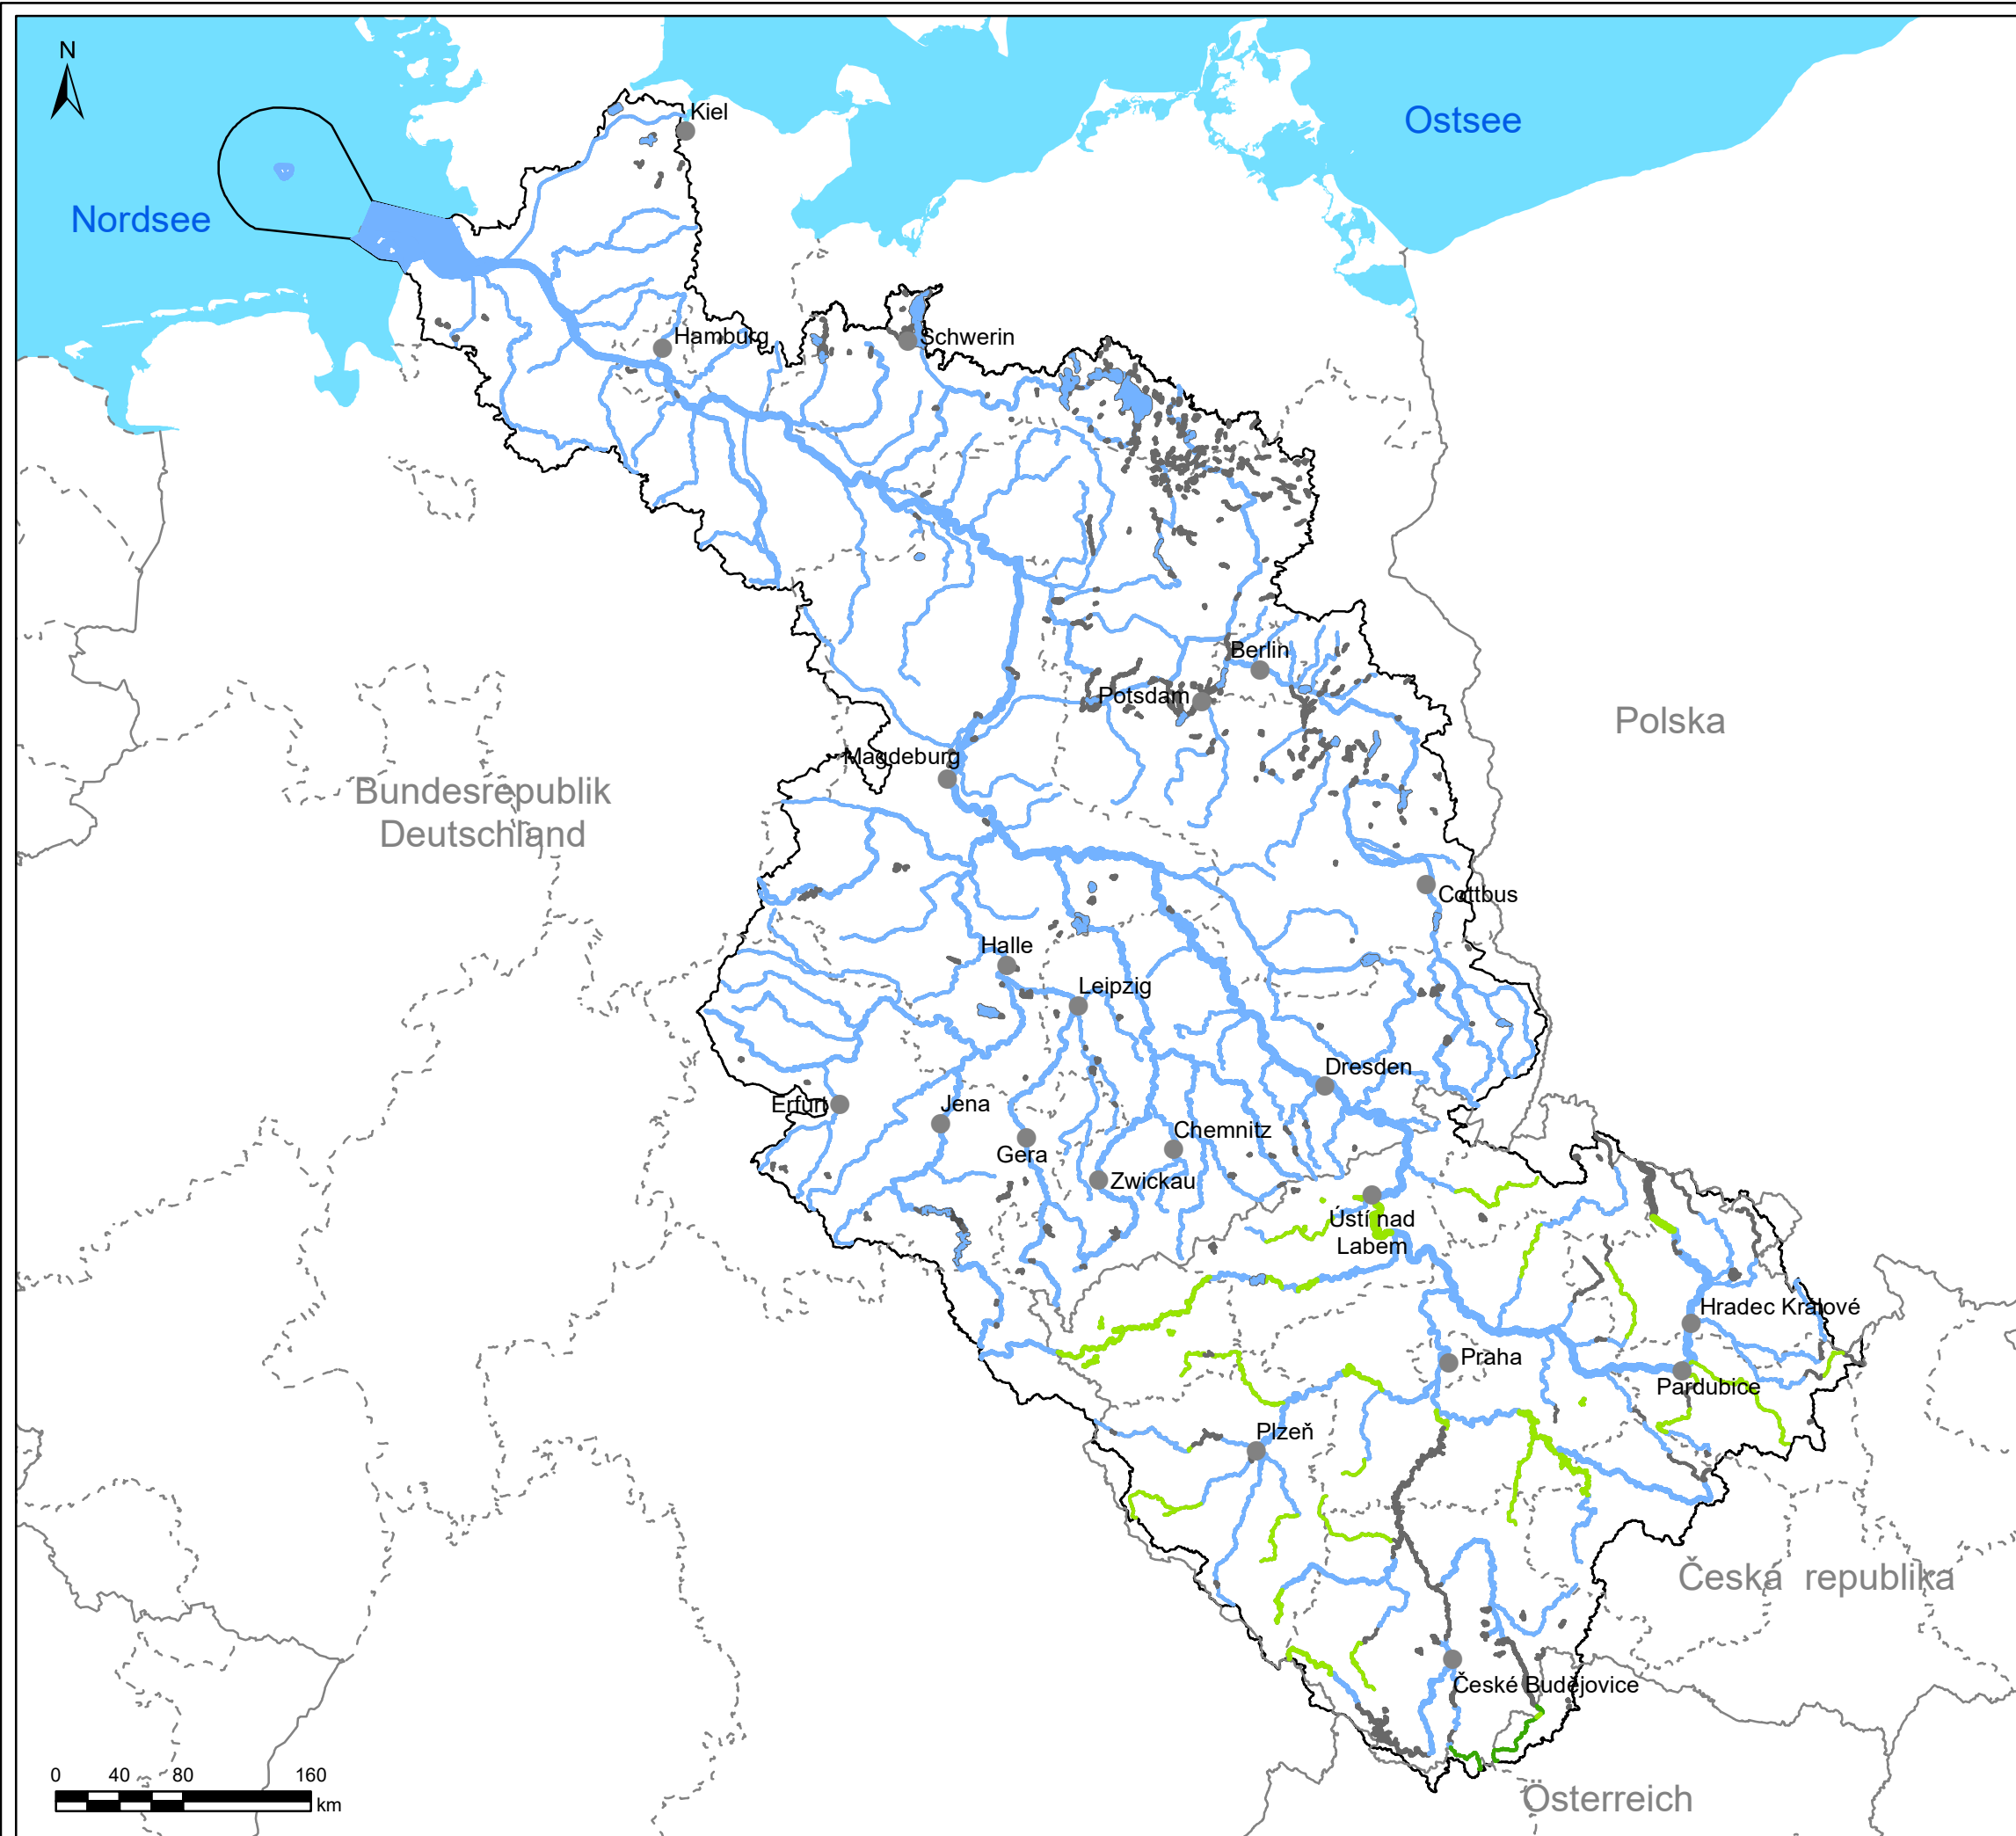 N
Kiel
Ostsee
Nordsee
Hamburg
Schwerin
Berlin
Potsdam
Polska
Magdeburg
Bundesrepublik
Deutschland
Cottbus
Halle
Leipzig
Dresden
Erfurt
Jena
Chemnitz
Gera
Zwickau
Ústí nad
Labem
Hradec Králové
Praha
Pardubice
Plzeň
Česká republika
České Budějovice
0 40 80 160
km
Österreich